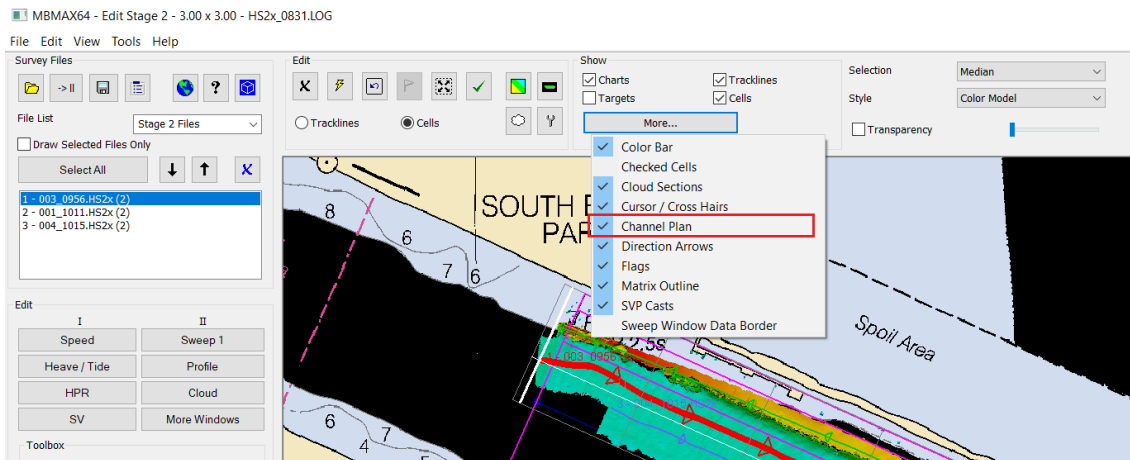 MBMAX64 - Edit Stage 2 - 3.00 x 3.00 - HS2x_0831.LOG
File Edit View Tools Help
Survey Files
->II
?
File List
Stage 2 Files
Draw Selected Files Only
Select All
X
1 - 003_0956.HS2x (2)
2 - 001_1011.HS2x (2)
3 - 004_1015.HS2x (2)
Edit
I II
Speed Sweep 1
Heave / Tide Profile
HPR Cloud
SV More Windows
Toolbox
Edit
X
Tracklines Cells
Show
Charts Tracklines
Targets Cells
More...
Selection Median
Style Color Model
Transparency
Color Bar
Checked Cells
Cloud Sections
Cursor / Cross Hairs
Channel Plan
Direction Arrows
Flags
Matrix Outline
SVP Casts
Sweep Window Data Border
SOUTH
8
6
7 6
2.5s
1 - 003_0956
Spoil Area
6
7
4